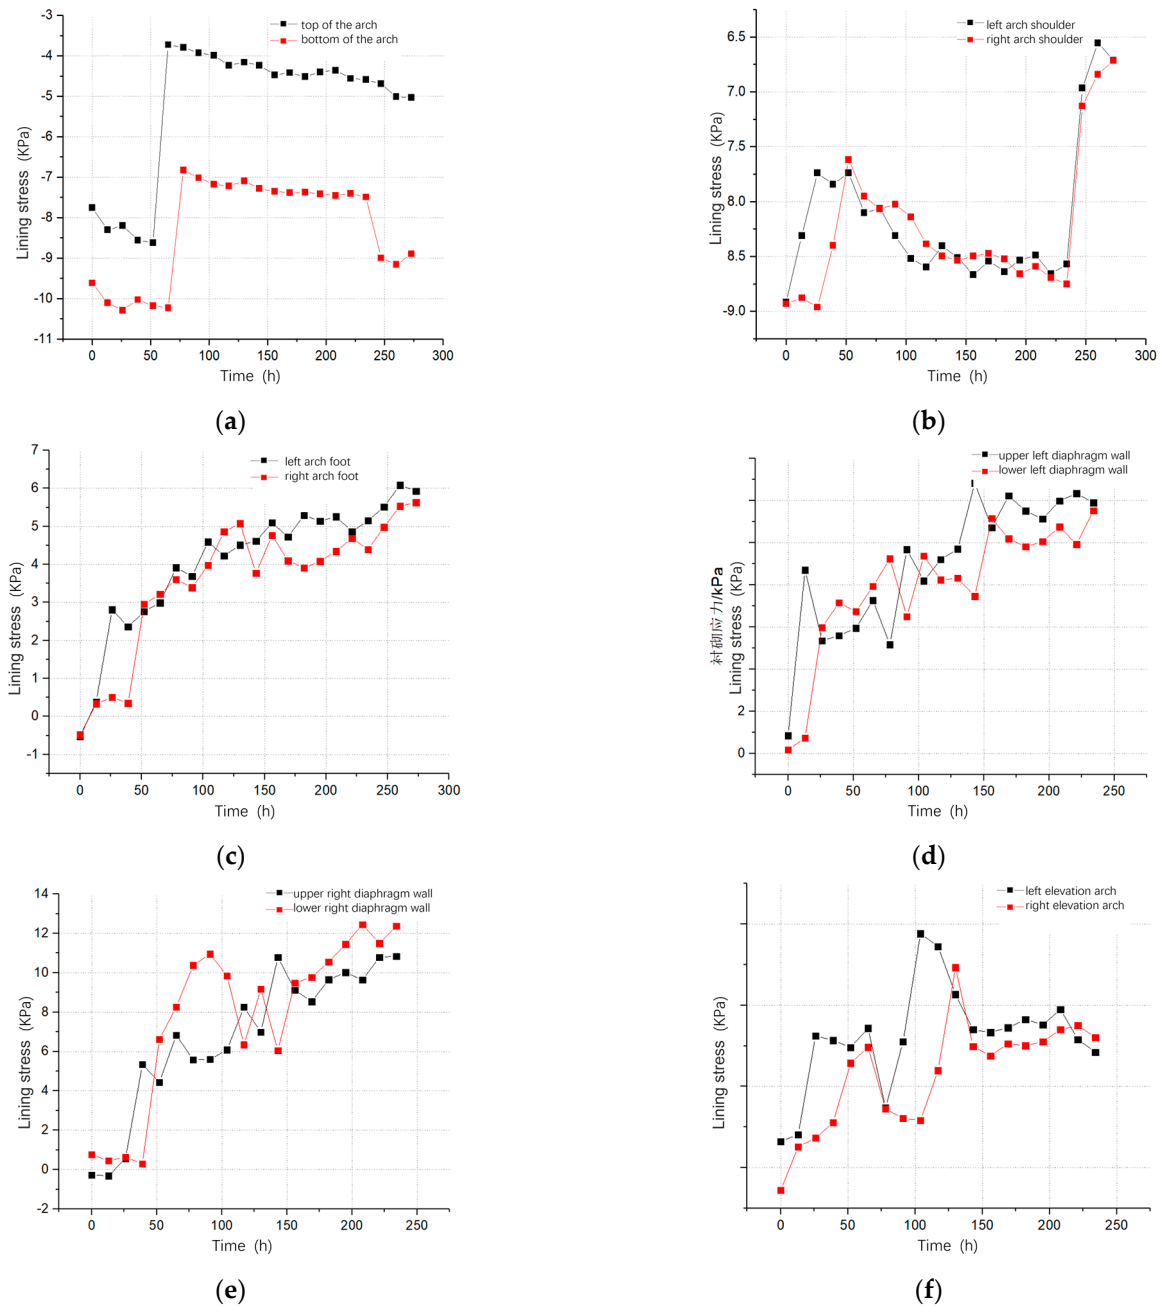 top of the arch
bottom of the arch
-3
-4
-5
-6
-7
-8
-9
-10
-11
Lining stress (KPa)
0 50 100 150 200 250 300
Time (h)
(a)
left arch shoulder
right arch shoulder
6.5
7.0
7.5
8.0
8.5
-9.0
Lining stress (KPa)
0 50 100 150 200 250 300
Time (h)
(b)
left arch foot
right arch foot
7
6
5
4
3
2
1
0
-1
Lining stress (KPa)
0 50 100 150 200 250 300
Time (h)
(c)
upper left diaphragm wall
lower left diaphragm wall
2
0
衬砌应力/kPa
Lining stress (KPa)
0 50 100 150 200 250
Time (h)
(d)
upper right diaphragm wall
lower right diaphragm wall
14
12
10
8
6
4
2
0
-2
Lining stress (KPa)
0 50 100 150 200 250
Time (h)
(e)
left elevation arch
right elevation arch
Lining stress (KPa)
0 50 100 150 200 250
Time (h)
(f)